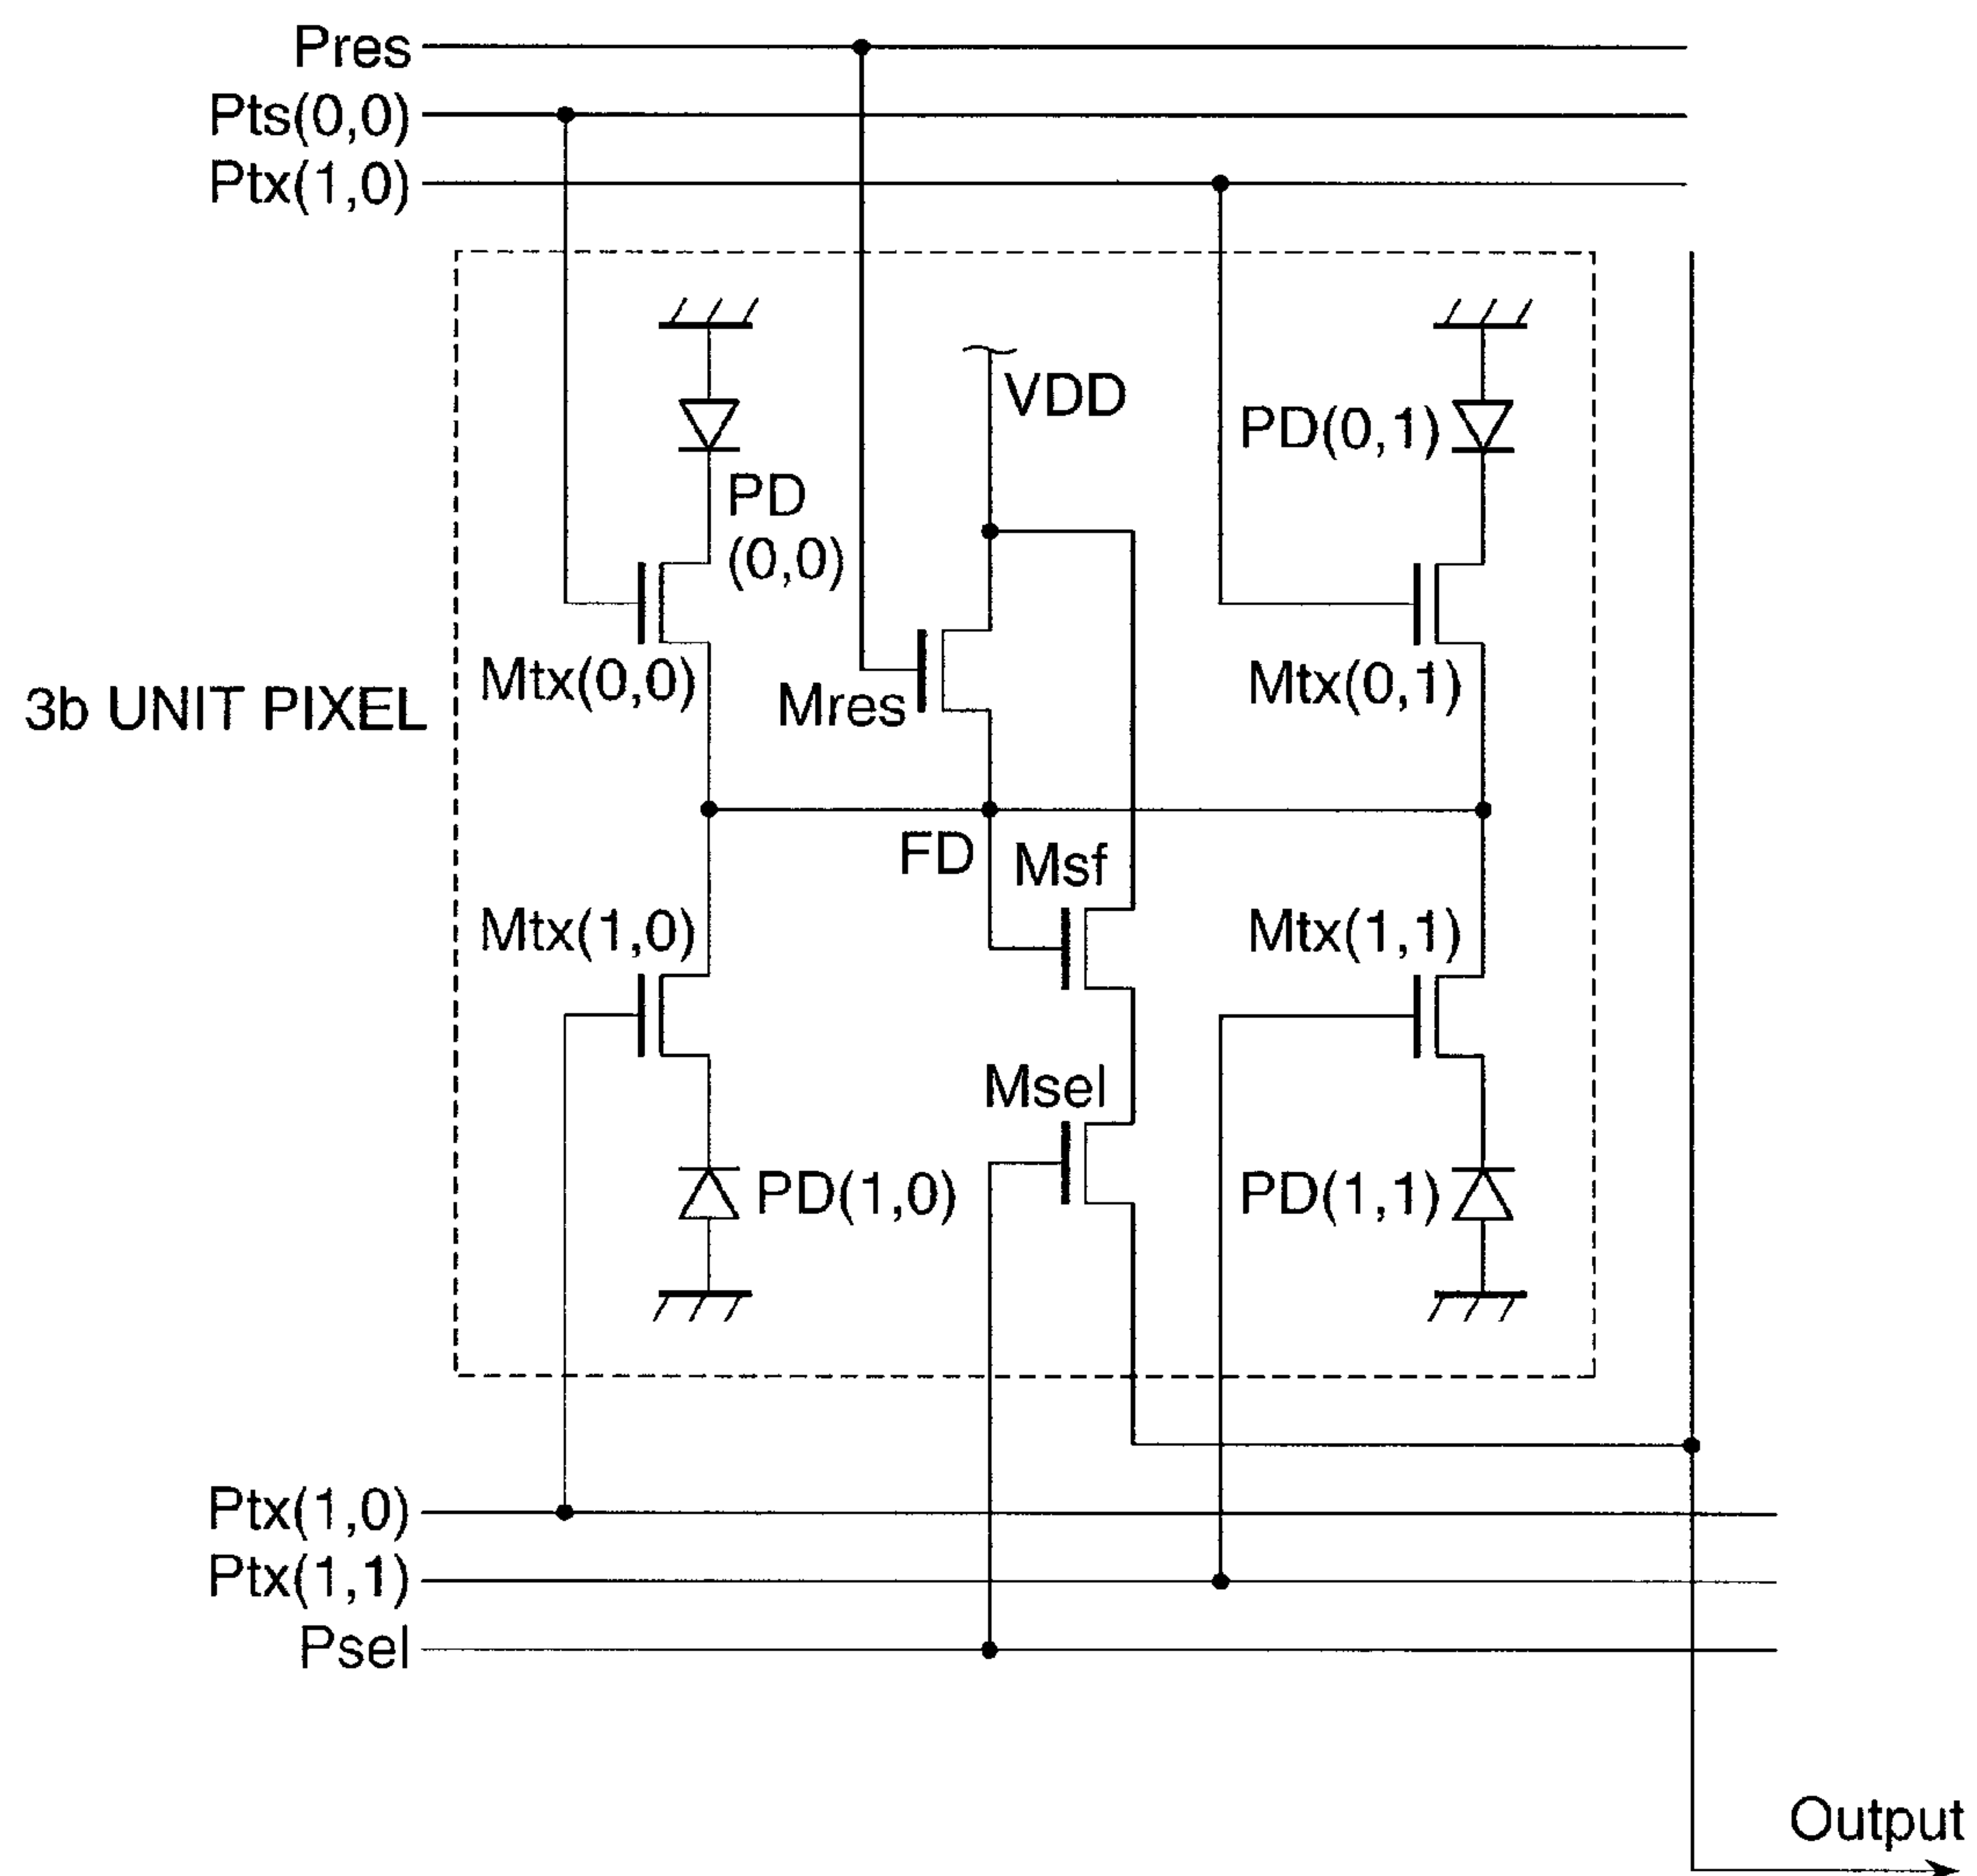 Pres
Pts(0,0)
Ptx(1,0)
VDD
PD(0,1)
PD
(0,0)
Mtx(0,0)
Mres
Mtx(0,1)
3b UNIT PIXEL
FD
Msf
Mtx(1,0)
Mtx(1,1)
Msel
PD(1,0)
PD(1,1)
Ptx(1,0)
Ptx(1,1)
Psel
Output